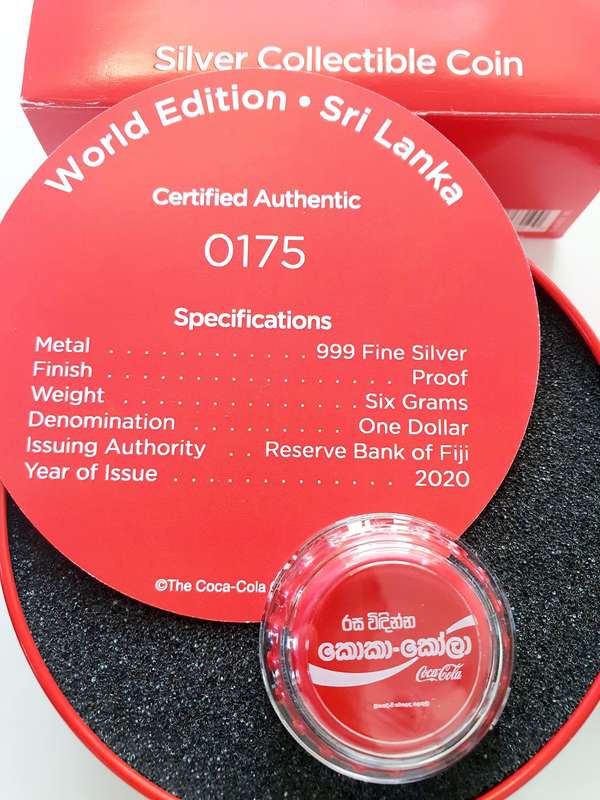 Silver Collectible Coin
World Edition • Sri Lanka
Certified Authentic
0175
Specifications
Metal . . . . . . . . . . . . . 999 Fine Silver
Finish . . . . . . . . . . . . . . . . . . . Proof
Weight . . . . . . . . . . . . . . . . Six Grams
Denomination . . . . . . . . . One Dollar
Issuing Authority . . Reserve Bank of Fiji
Year of Issue . . . . . . . . . . . . . 2020
©The Coca-Cola
රස විඳින්න
කොකා-කෝලා
Coca-Cola